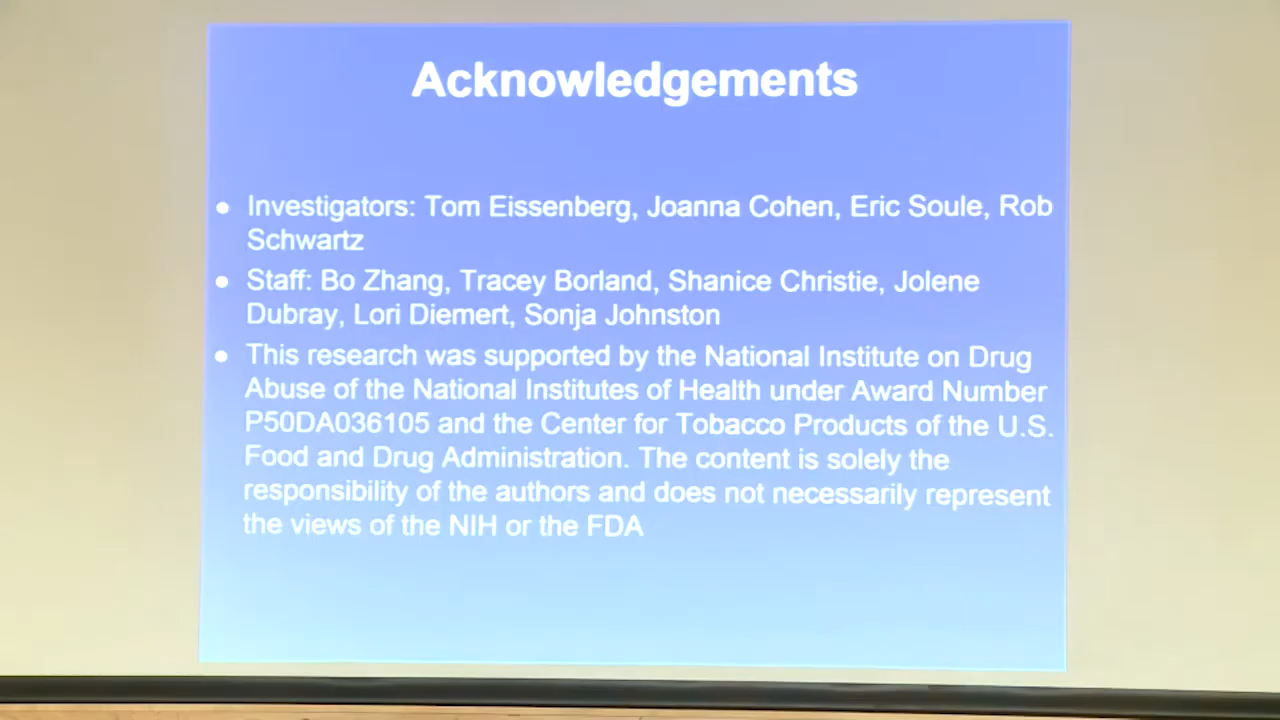 Acknowledgements
● Investigators: Tom Eissenberg, Joanna Cohen, Eric Soule, Rob
Schwartz
● Staff: Bo Zhang, Tracey Borland, Shanice Christie, Jolene
Dubray, Lori Diemert, Sonja Johnston
● This research was supported by the National Institute on Drug
Abuse of the National Institutes of Health under Award Number
P50DA036105 and the Center for Tobacco Products of the U.S.
Food and Drug Administration. The content is solely the
responsibility of the authors and does not necessarily represent
the views of the NIH or the FDA